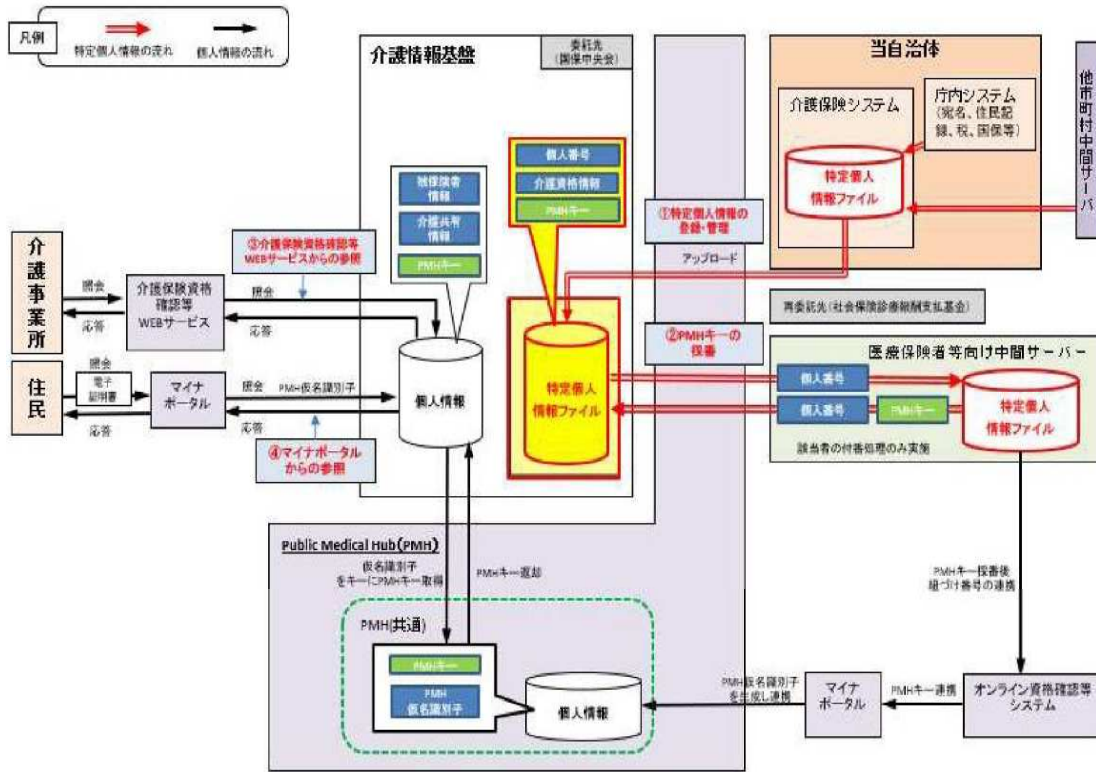 凡例
特定個人情報の流れ
個人情報の流れ
介護情報基盤
委託先
(国保中央会)
個人番号
介護資格情報
PMHキー
被保険者
情報
介護共有
情報
PMHキー
当自治体
介護保険システム
庁内システム
(宛名、住民記
録、税、国保等)
特定個人
情報ファイル
他市町村中間サーバ
①特定個人情報の
登録・管理
アップロード
再委託先(社会保険診療報酬支払基金)
②PMHキーの
採番
医療保険者等向け中間サーバー
個人番号
個人番号
PMHキー
特定個人
情報ファイル
該当者の付番処理のみ実施
③介護保険資格確認等
WEBサービスからの参照
介護事業所
照会
応答
介護保険資格
確認等
WEBサービス
照会
応答
住民
照会
電子
証明書
応答
マイナ
ポータル
照会
PMH仮名識別子
応答
④マイナポータル
からの参照
個人情報
特定個人
情報ファイル
Public Medical Hub(PMH)
仮名識別子
をキーにPMHキー取得
PMHキー返却
PMH(共通)
PMHキー
PMH
仮名識別子
個人情報
PMH仮名識別子
を生成し連携
マイナ
ポータル
PMHキー連携
オンライン資格確認等
システム
PMHキー採番後
紐づけ番号の連携